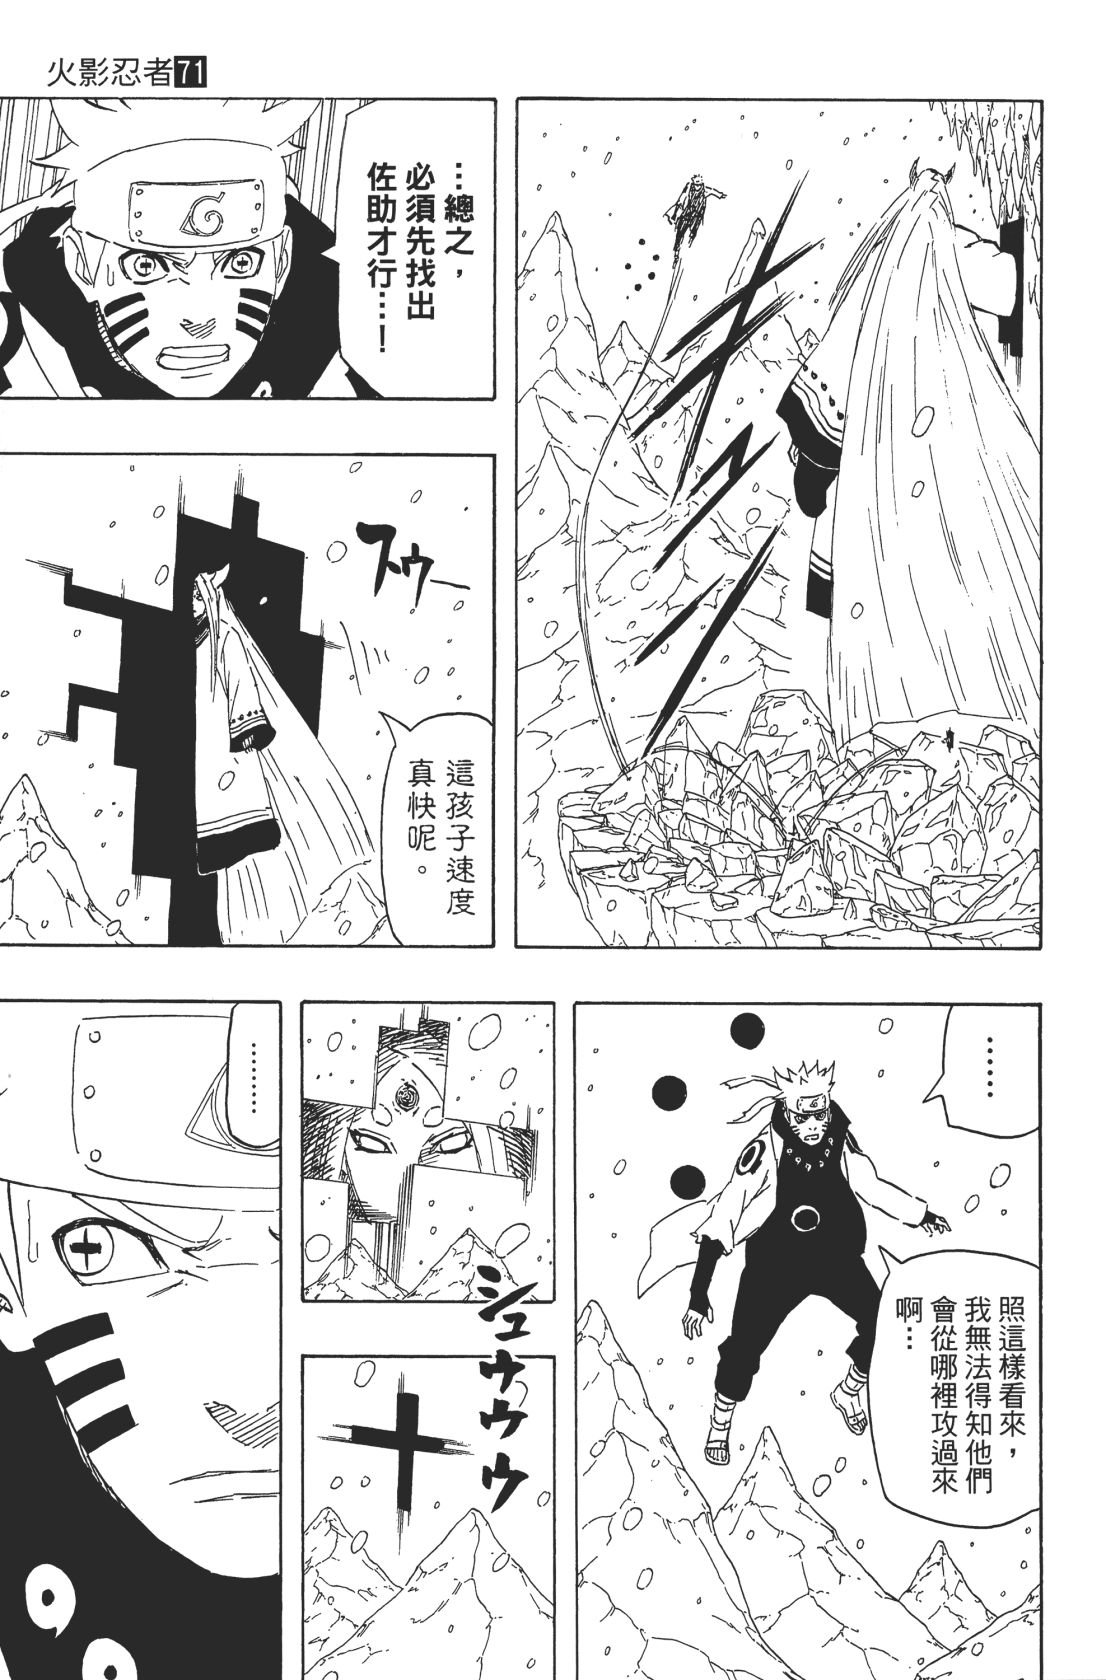 火影忍者71
…總之，
必須先找出
佐助才行…！
スゥー
這孩子速度
真快呢。
……
照這樣看來，
我無法得知他們
會從哪裡攻過來
啊…
シュウウウ
………